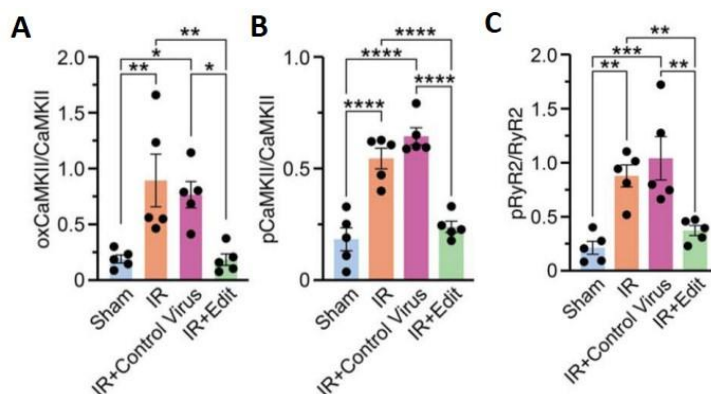 A
oxCaMKII/CaMKII
2.0
1.5
1.0
0.5
0
**
*
**
*
Sham
IR
IR+Control Virus
IR+Edit
B
pCaMKII/CaMKII
1.0
0.5
0
****
****
****
****
Sham
IR
IR+Control Virus
IR+Edit
C
pRyR2/RyR2
2.0
1.5
1.0
0.5
0
**
***
**
**
Sham
IR
IR+Control Virus
IR+Edit